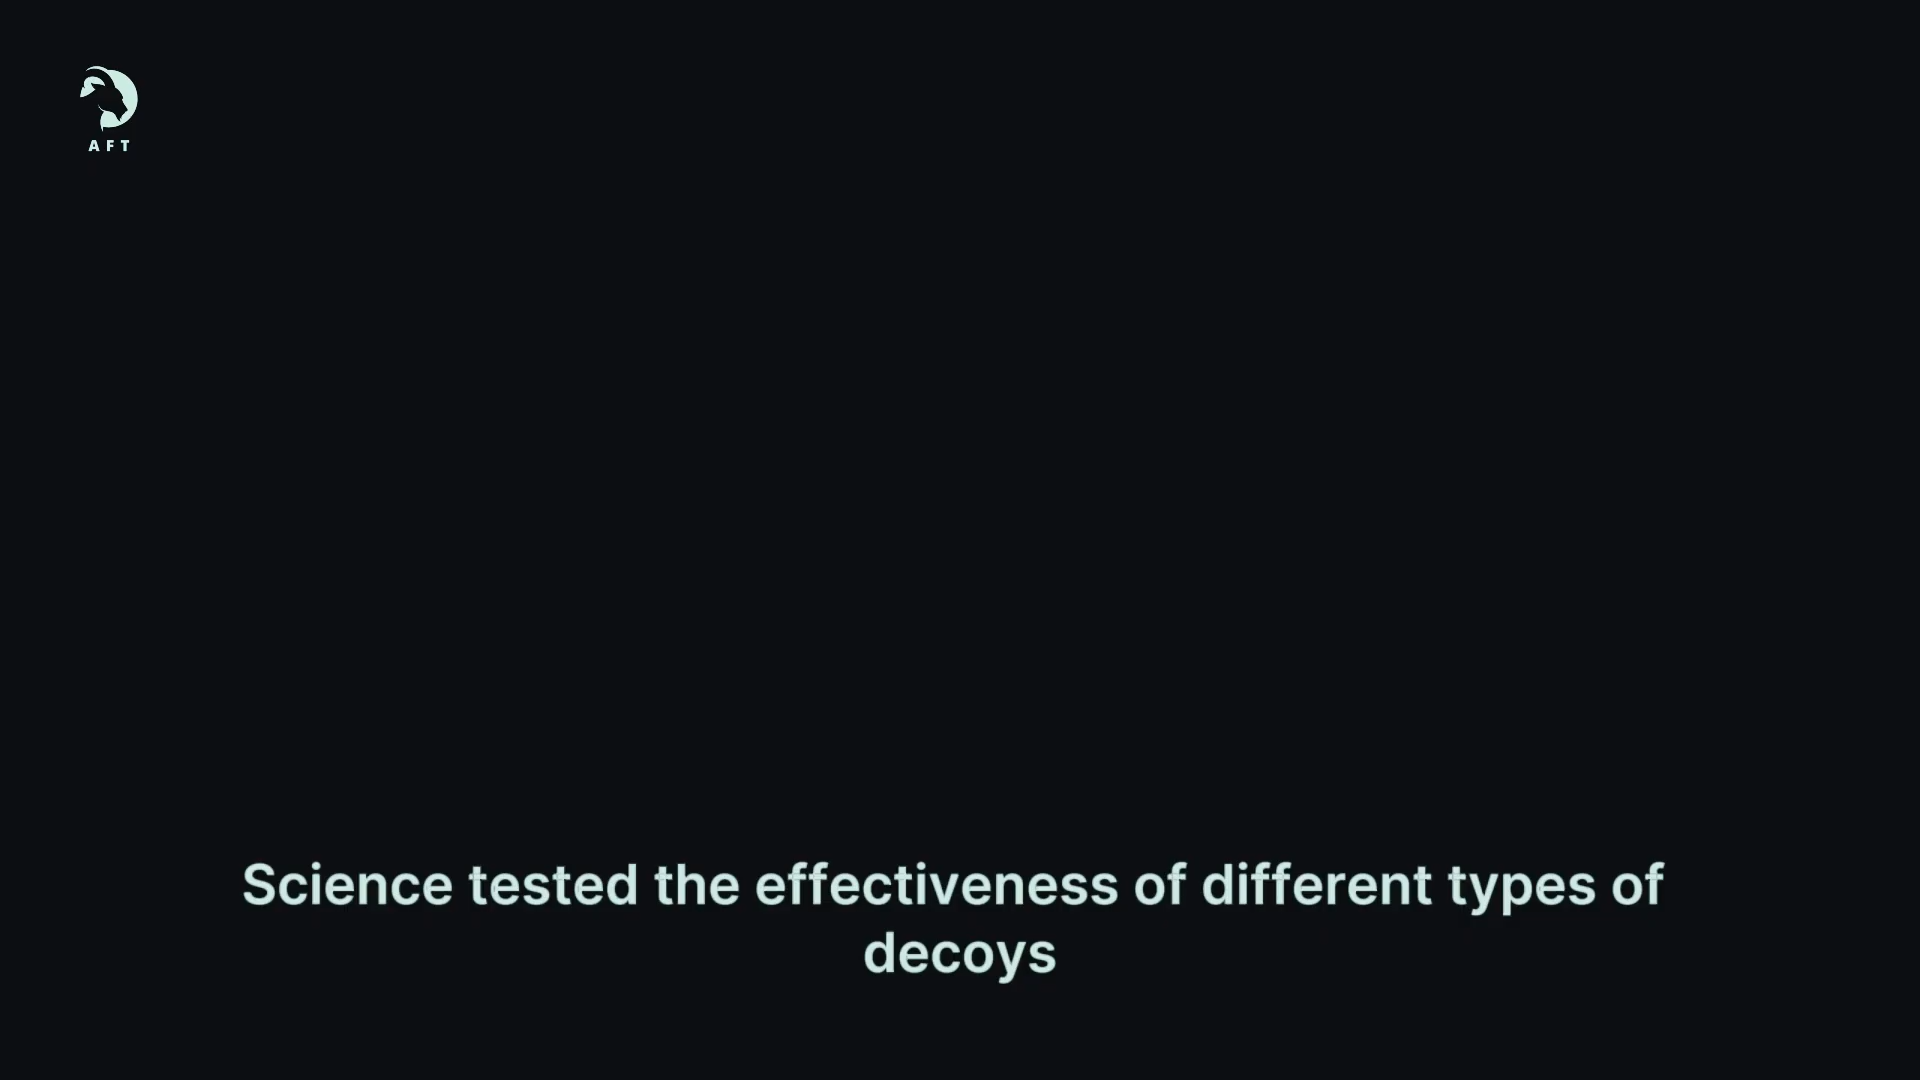 AFT
Science tested the effectiveness of different types of
decoys